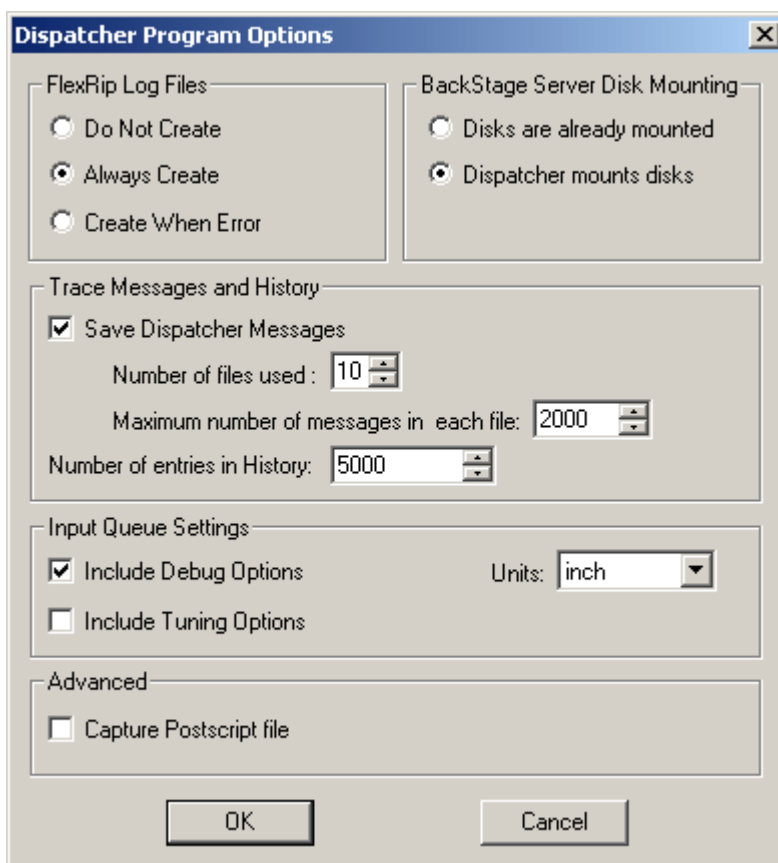 Dispatcher Program Options
FlexRip Log Files
Do Not Create
Always Create
Create When Error
BackStage Server Disk Mounting
Disks are already mounted
Dispatcher mounts disks
Trace Messages and History
Save Dispatcher Messages
Number of files used : 10
Maximum number of messages in each file: 2000
Number of entries in History: 5000
Input Queue Settings
Include Debug Options
Units: inch
Include Tuning Options
Advanced
Capture Postscript file
OK
Cancel